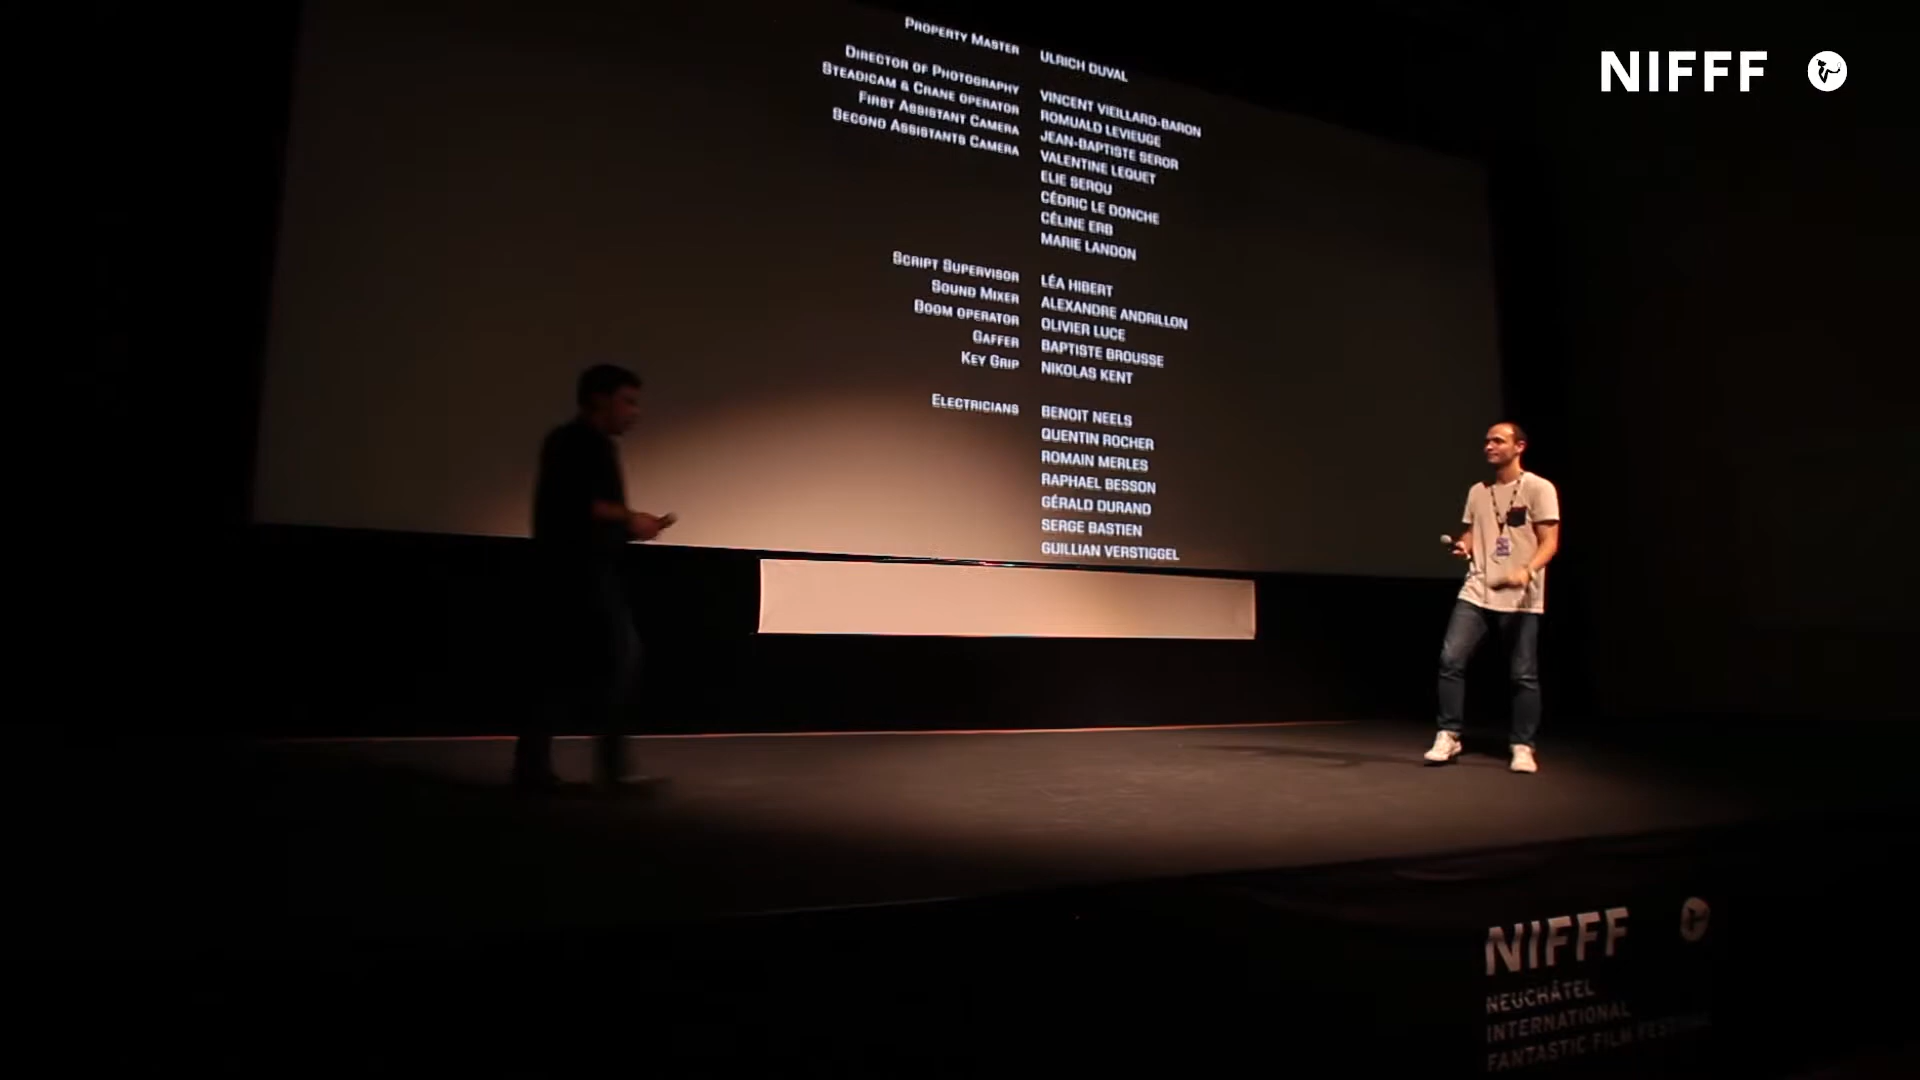 NIFFF
PROPERTY MASTER ULRICH DUVAL
DIRECTOR OF PHOTOGRAPHY VINCENT VIEILLARD-BARON
STEADICAM & CRANE OPERATOR ROMUALD LEVIEUGE
FIRST ASSISTANT CAMERA JEAN-BAPTISTE SEROR
SECOND ASSISTANTS CAMERA VALENTINE LEQUET
ELIE SEROU
CÉDRIC LE DONCHE
CÉLINE ERB
MARIE LANDON
SCRIPT SUPERVISOR LÉA HIBERT
SOUND MIXER ALEXANDRE ANDRILLON
BOOM OPERATOR OLIVIER LUCE
GAFFER BAPTISTE BROUSSE
KEY GRIP NIKOLAS KENT
ELECTRICIANS BENOIT NEELS
QUENTIN ROCHER
ROMAIN MERLES
RAPHAEL BESSON
GÉRALD DURAND
SERGE BASTIEN
GUILLIAN VERSTIGGEL
NIFFF
NEUCHÂTEL
INTERNATIONAL
FANTASTIC FILM FESTIVAL